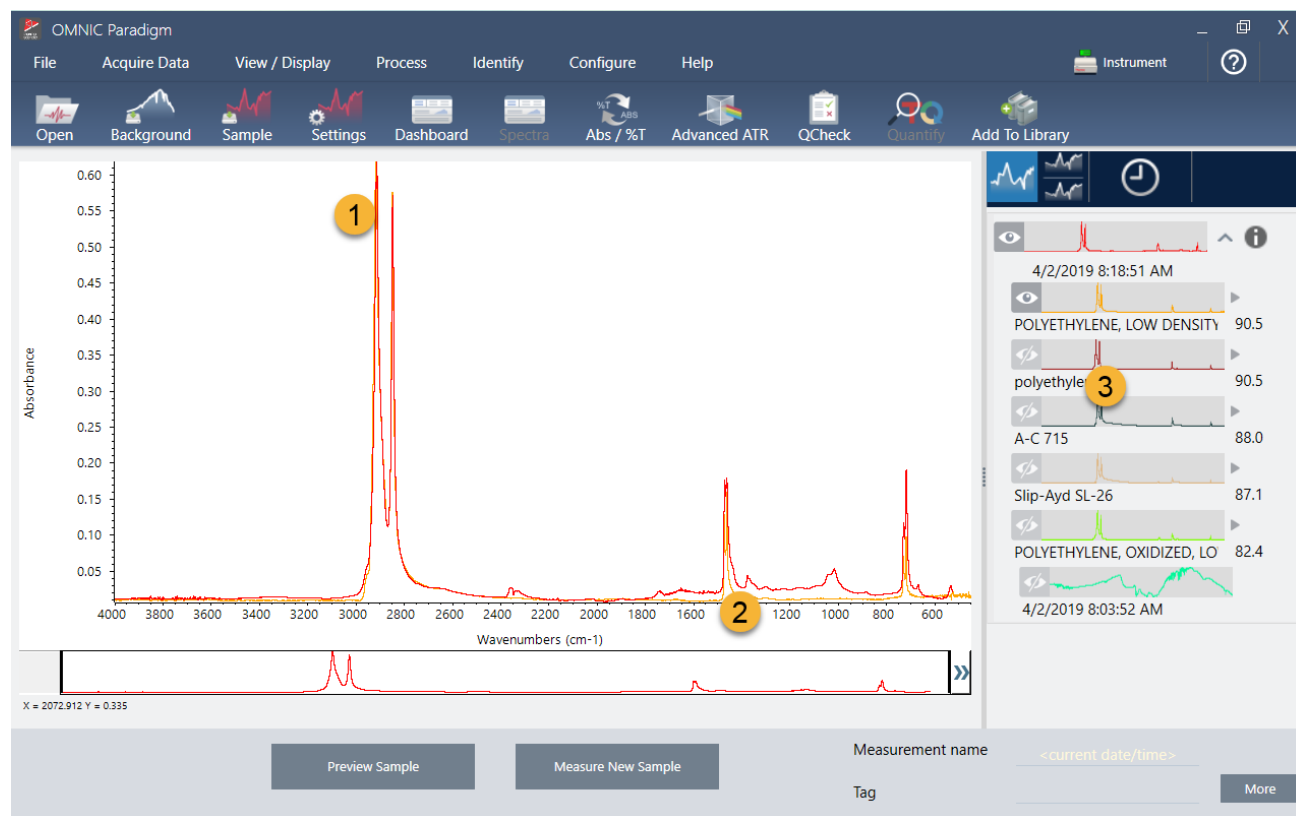 OMNIC Paradigm
_ X
File Acquire Data View / Display Process Identify Configure Help Instrument ?
%T ABS
Open Background Sample Settings Dashboard Spectra Abs / %T Advanced ATR QCheck Quantify Add To Library
Absorbance
0.60
0.55
0.50
0.45
0.40
0.35
0.30
0.25
0.20
0.15
0.10
0.05
1
2
4000 3800 3600 3400 3200 3000 2800 2600 2400 2200 2000 1800 1600 1200 1000 800 600
Wavenumbers (cm-1)
»
X = 2072.912 Y = 0.335
i
4/2/2019 8:18:51 AM
POLYETHYLENE, LOW DENSITY 90.5
polyethyle 90.5
3
A-C 715 88.0
Slip-Ayd SL-26 87.1
POLYETHYLENE, OXIDIZED, LO 82.4
4/2/2019 8:03:52 AM
Preview Sample Measure New Sample
Measurement name <current date/time>
Tag
More